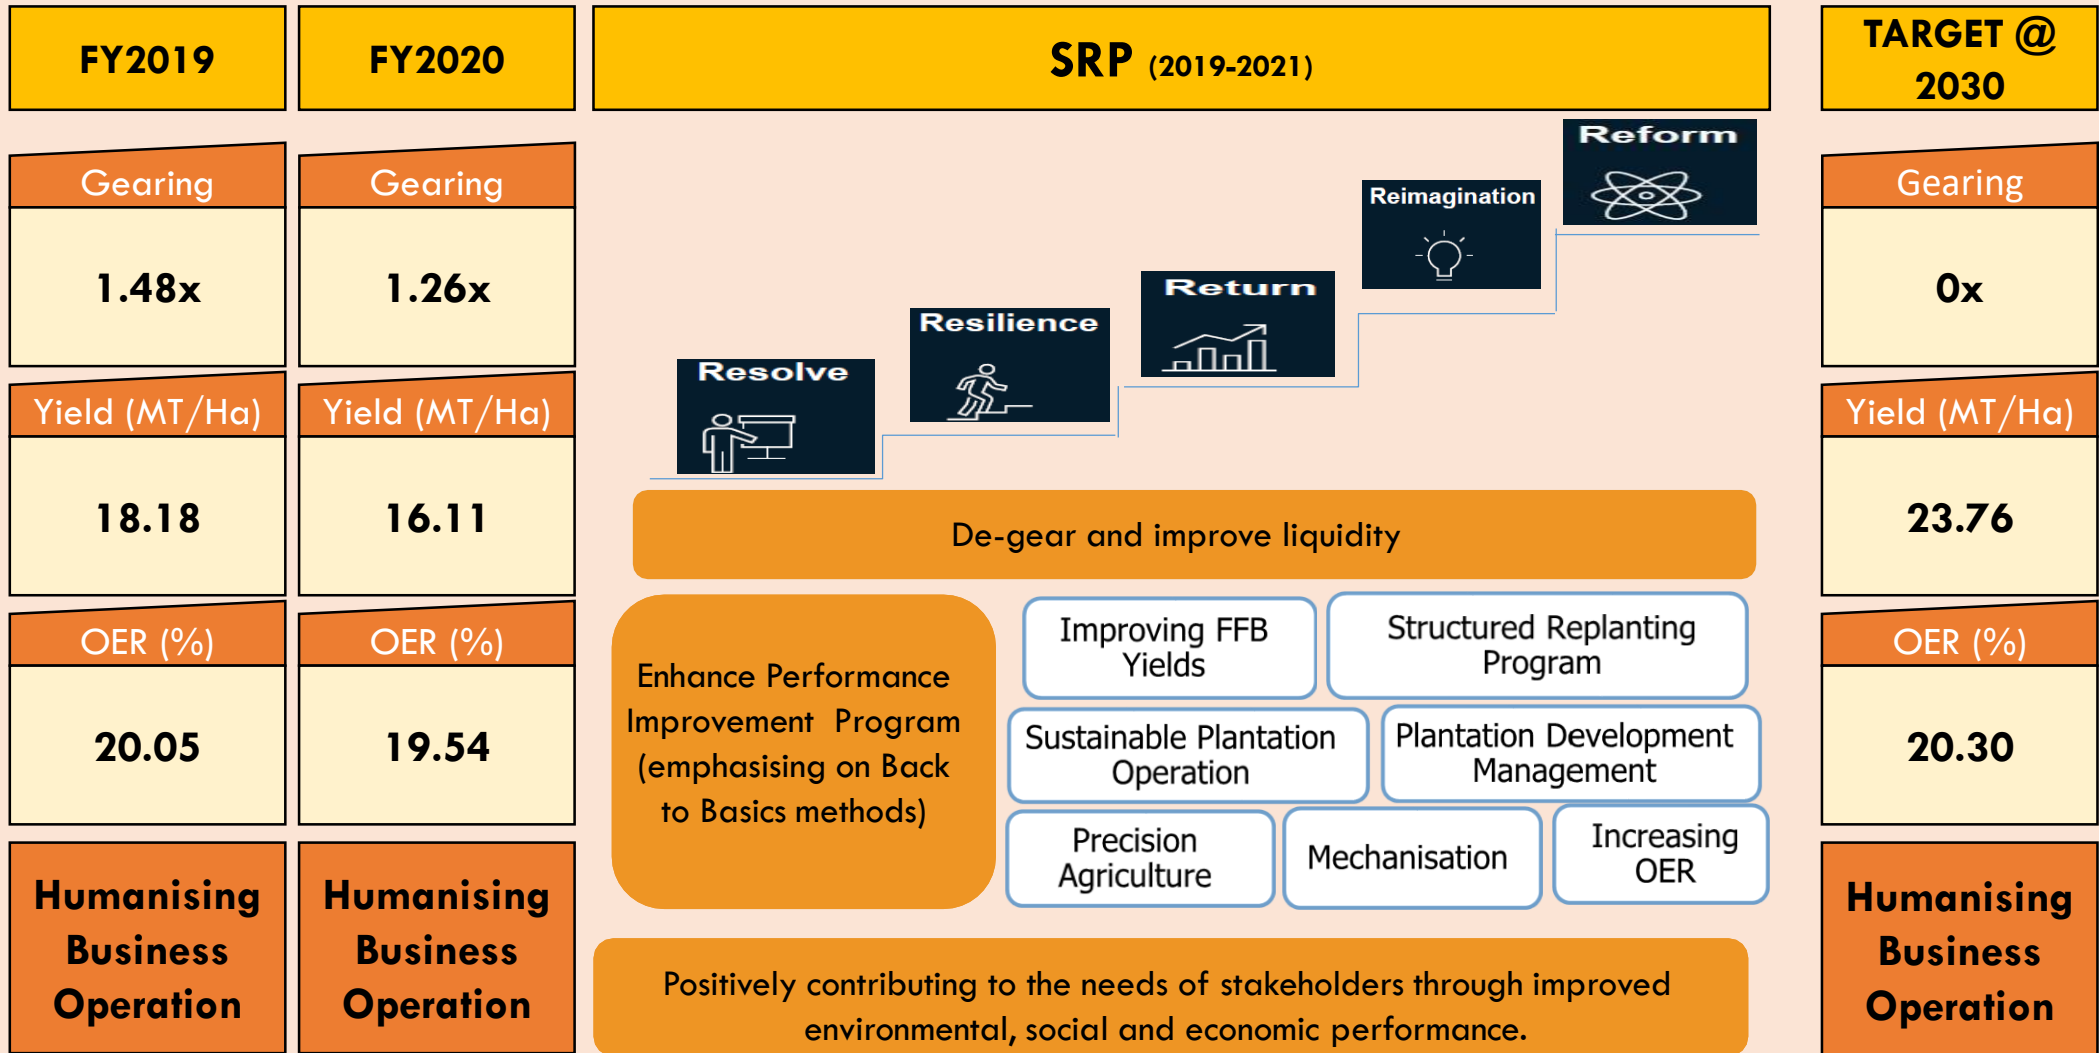 FY2019
FY2020
SRP (2019-2021)
TARGET @
2030
Gearing
1.48x
Yield (MT/Ha)
18.18
OER (%)
20.05
Humanising
Business
Operation
Gearing
1.26x
Yield (MT/Ha)
16.11
OER (%)
19.54
Humanising
Business
Operation
Resolve
Resilience
Return
Reimagination
Reform
De-gear and improve liquidity
Enhance Performance
Improvement Program
(emphasising on Back
to Basics methods)
Improving FFB
Yields
Structured Replanting
Program
Sustainable Plantation
Operation
Plantation Development
Management
Precision
Agriculture
Mechanisation
Increasing
OER
Positively contributing to the needs of stakeholders through improved
environmental, social and economic performance.
Gearing
0x
Yield (MT/Ha)
23.76
OER (%)
20.30
Humanising
Business
Operation